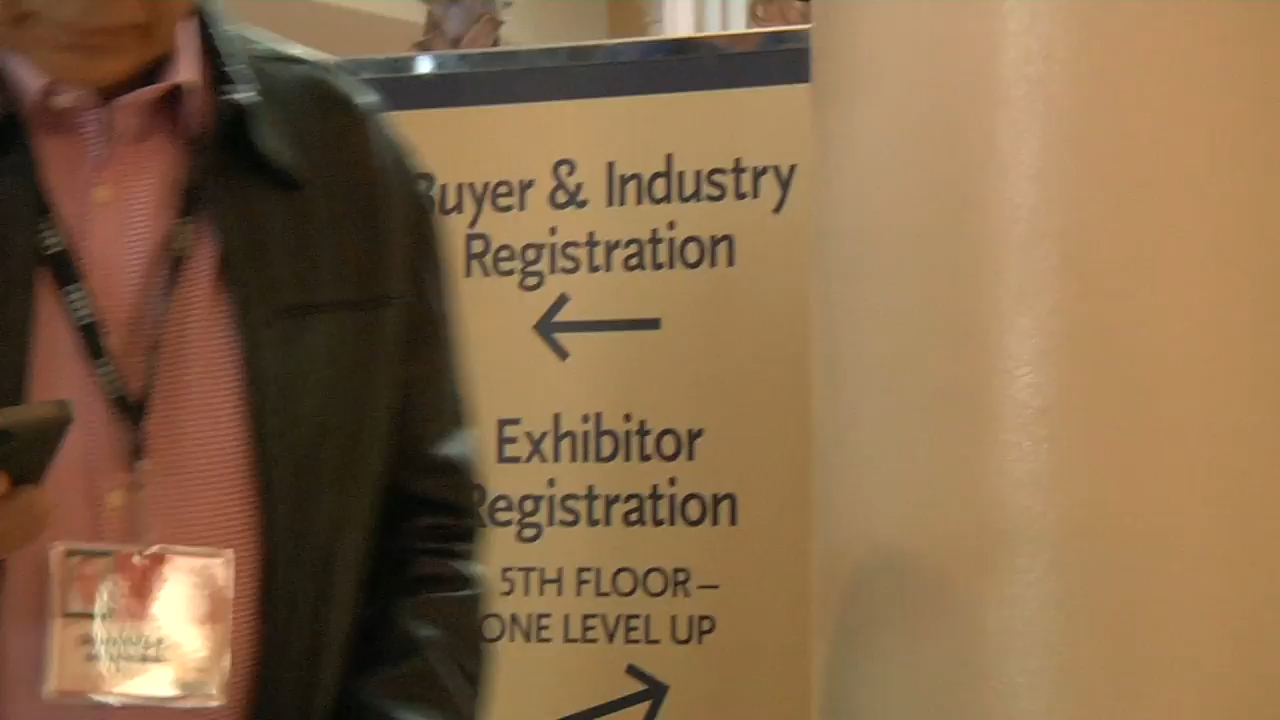 Buyer & Industry
Registration
Exhibitor
Registration
5TH FLOOR–
ONE LEVEL UP